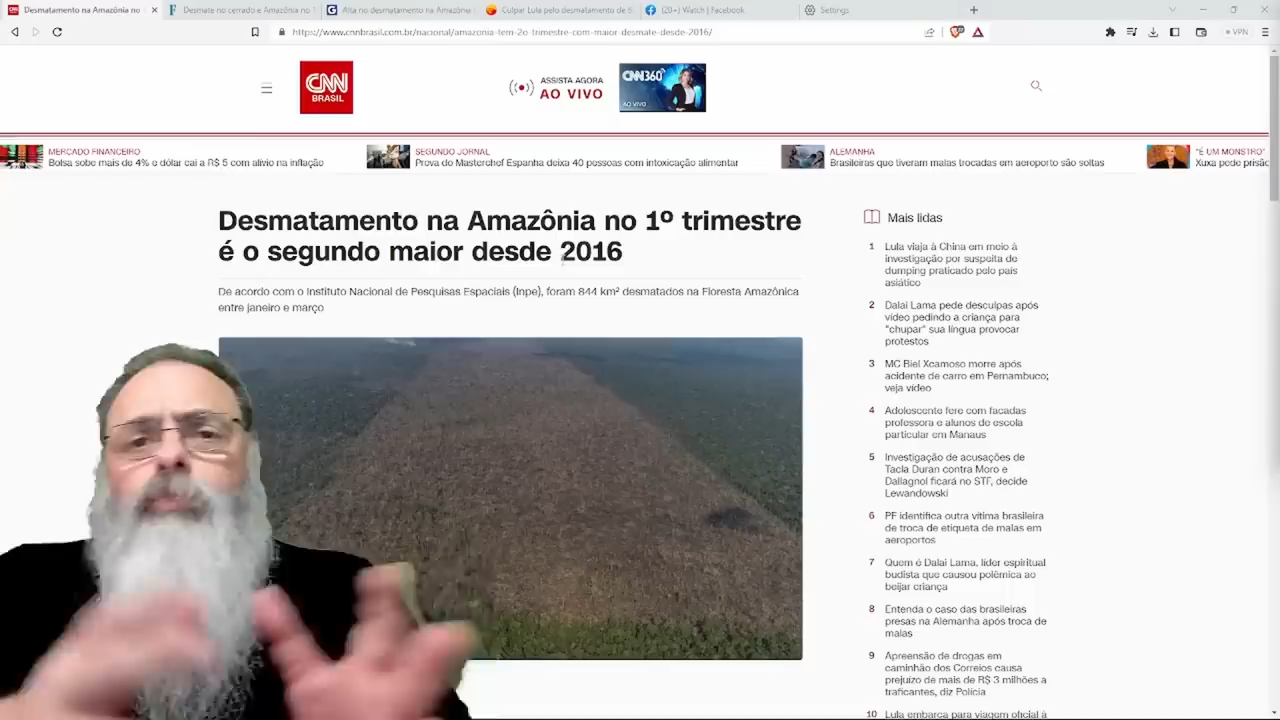 Desmatamento na Amazônia no
Desmate no cerrado e Amazônia no 1
Alta no desmatamento na Amazônia
Culpar Lula pelo desmatamento de
(20+) Watch | Facebook
Settings
https://www.cnnbrasil.com.br/nacional/amazonia-tem-2o-trimestre-com-maior-desmate-desde-2016/
VPN
CNN
BRASIL
ASSISTA AGORA
AO VIVO
CNN360°
AO VIVO
MERCADO FINANCEIRO
Bolsa sobe mais de 4% e dólar cai a R$ 5 com alívio na inflação
SEGUNDO JORNAL
Prova do Masterchef Espanha deixa 40 pessoas com intoxicação alimentar
ALEMANHA
Brasileiras que tiveram malas trocadas em aeroporto são soltas
"É UM MONSTRO"
Xuxa pede prisão
Desmatamento na Amazônia no 1º trimestre
é o segundo maior desde 2016
De acordo com o Instituto Nacional de Pesquisas Espaciais (Inpe), foram 844 km² desmatados na Floresta Amazônica
entre janeiro e março
Mais lidas
1 Lula viaja à China em meio à
investigação por suspeita de
dumping praticado pelo país
asiático
2 Dalai Lama pede desculpas após
vídeo pedindo a criança para
"chupar" sua língua provocar
protestos
3 MC Biel Xcamoso morre após
acidente de carro em Pernambuco;
veja vídeo
4 Adolescente fere com facadas
professora e alunos de escola
particular em Manaus
5 Investigação de acusações de
Tacla Duran contra Moro e
Dallagnol ficará no STF, decide
Lewandowski
6 PF identifica outra vítima brasileira
de troca de etiqueta de malas em
aeroportos
7 Quem é Dalai Lama, líder espiritual
budista que causou polêmica ao
beijar criança
8 Entenda o caso das brasileiras
presas na Alemanha após troca de
malas
9 Apreensão de drogas em
caminhão dos Correios causa
prejuízo de mais de R$ 3 milhões a
traficantes, diz Polícia
10 Lula embarca para viagem oficial à